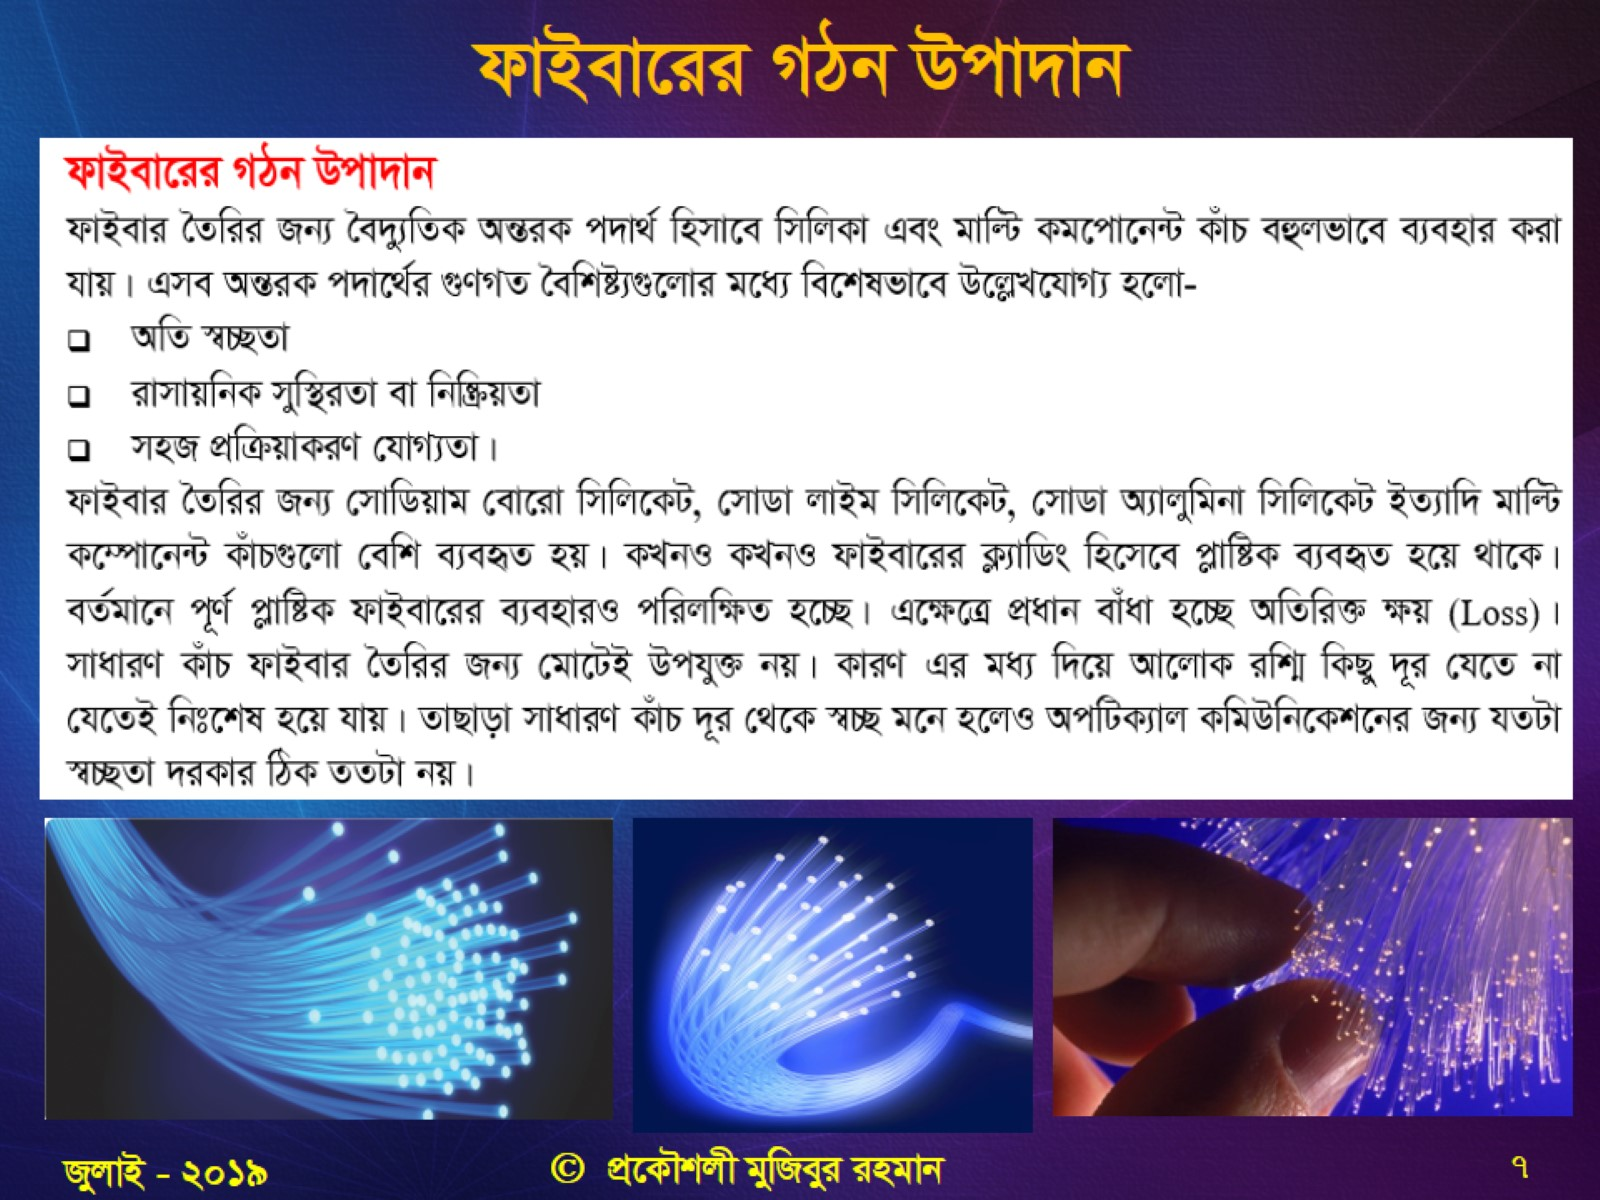 ফাইবারের গঠন উপাদান
ফাইবারের গঠন উপাদান
ফাইবার তৈরির জন্য বৈদ্যুতিক অন্তরক পদার্থ হিসাবে সিলিকা এবং মাল্টি কমপোনেন্ট কাঁচ বহুলভাবে ব্যবহার করা
যায়। এসব অন্তরক পদার্থের গুণগত বৈশিষ্ট্যগুলোর মধ্যে বিশেষভাবে উল্লেখযোগ্য হলো-
❑ অতি স্বচ্ছতা
❑ রাসায়নিক সুস্থিরতা বা নিষ্ক্রিয়তা
❑ সহজ প্রক্রিয়াকরণ যোগ্যতা।
ফাইবার তৈরির জন্য সোডিয়াম বোরো সিলিকেট, সোডা লাইম সিলিকেট, সোডা অ্যালুমিনা সিলিকেট ইত্যাদি মাল্টি
কম্পোনেন্ট কাঁচগুলো বেশি ব্যবহৃত হয়। কখনও কখনও ফাইবারের ক্ল্যাডিং হিসেবে প্লাষ্টিক ব্যবহৃত হয়ে থাকে।
বর্তমানে পূর্ণ প্লাষ্টিক ফাইবারের ব্যবহারও পরিলক্ষিত হচ্ছে। এক্ষেত্রে প্রধান বাঁধা হচ্ছে অতিরিক্ত ক্ষয় (Loss)।
সাধারণ কাঁচ ফাইবার তৈরির জন্য মোটেই উপযুক্ত নয়। কারণ এর মধ্য দিয়ে আলোক রশ্মি কিছু দূর যেতে না
যেতেই নিঃশেষ হয়ে যায়। তাছাড়া সাধারণ কাঁচ দূর থেকে স্বচ্ছ মনে হলেও অপটিক্যাল কমিউনিকেশনের জন্য যতটা
স্বচ্ছতা দরকার ঠিক ততটা নয়।
জুলাই - ২০১৯ © প্রকৌশলী মুজিবুর রহমান ৭